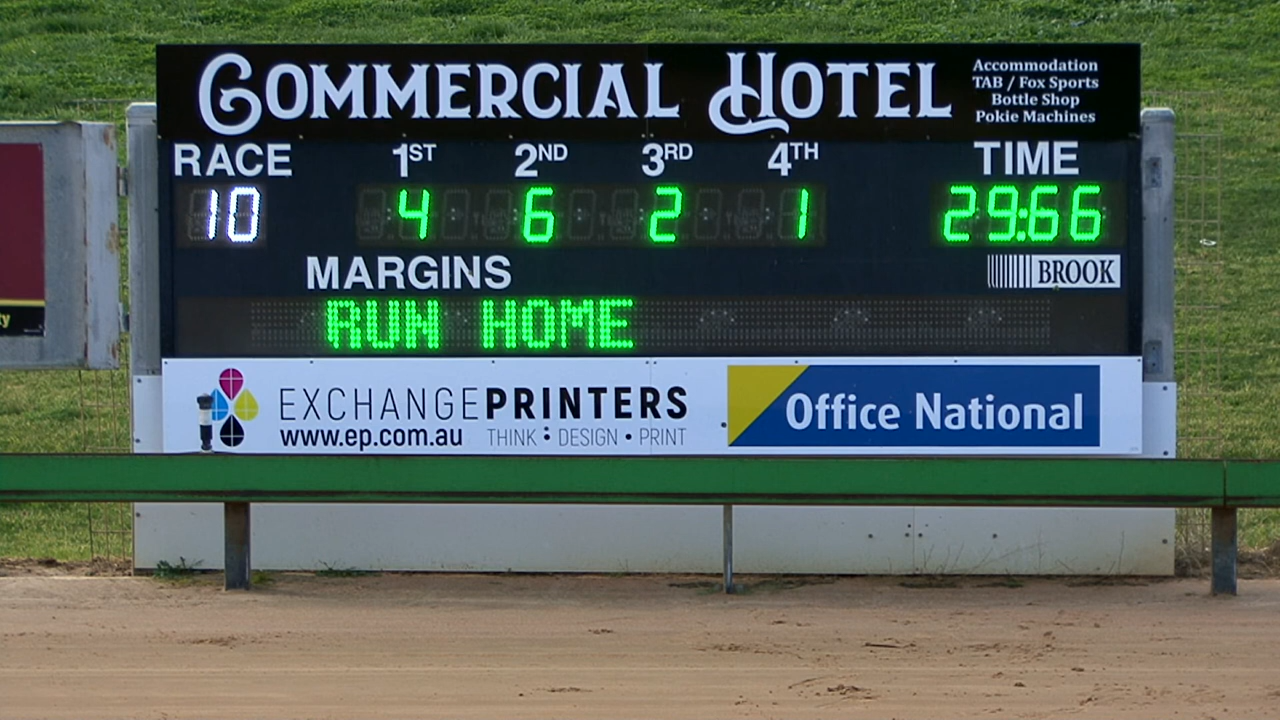 COMMERCIAL HOTEL
Accommodation
TAB / Fox Sports
Bottle Shop
Pokie Machines
RACE 1ST 2ND 3RD 4TH TIME
10 4 6 2 1 29:66
MARGINS
BROOK
RUN HOME
EXCHANGEPRINTERS
www.ep.com.au THINK : DESIGN • PRINT
Office National
ty